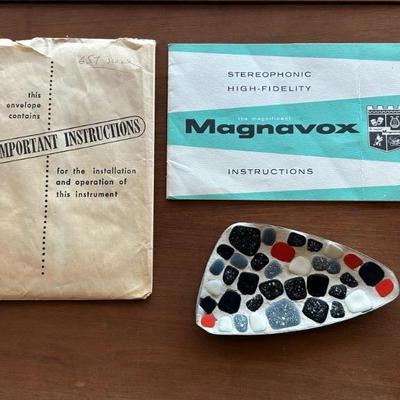 this
envelope
contains
IMPORTANT INSTRUCTIONS
for the installation
and operation of
this instrument
STEREOPHONIC
HIGH-FIDELITY
the magnificent
Magnavox
INSTRUCTIONS